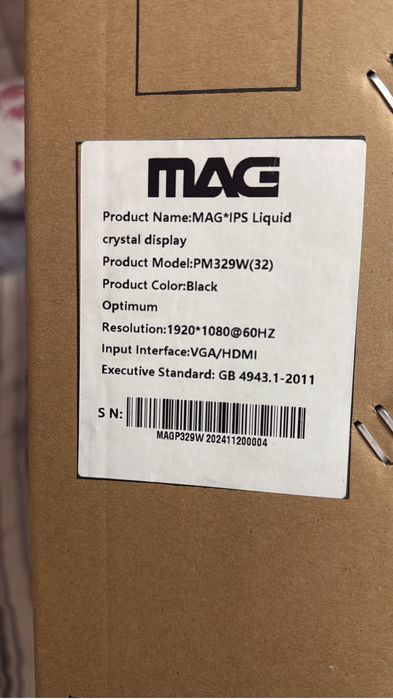 MAG
Product Name:MAG*IPS Liquid
crystal display
Product Model:PM329W(32)
Product Color:Black
Optimum
Resolution:1920*1080@60HZ
Input Interface:VGA/HDMI
Executive Standard: GB 4943.1-2011
S N:
MAGP329W 202411200004